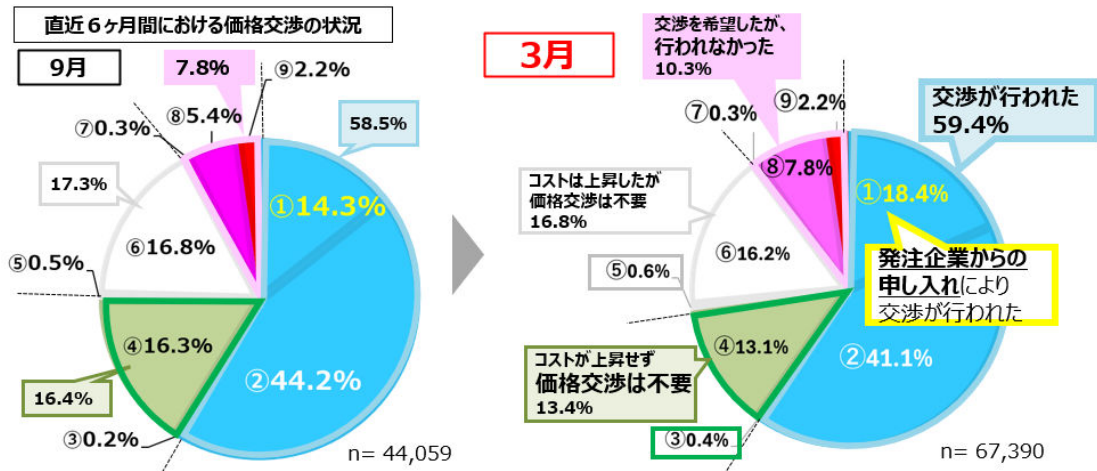 直近６ヶ月間における価格交渉の状況
9月
7.8%
⑨2.2%
⑧5.4%
⑦0.3%
58.5%
17.3%
①14.3%
⑥16.8%
⑤0.5%
④16.3%
②44.2%
16.4%
③0.2%
n= 44,059
3月
交渉を希望したが、
行われなかった
10.3%
⑨2.2%
⑦0.3%
⑧7.8%
交渉が行われた
59.4%
コストは上昇したが
価格交渉は不要
16.8%
①18.4%
⑥16.2%
発注企業からの
申し入れにより
交渉が行われた
⑤0.6%
④13.1%
②41.1%
コストが上昇せず
価格交渉は不要
13.4%
③0.4%
n= 67,390